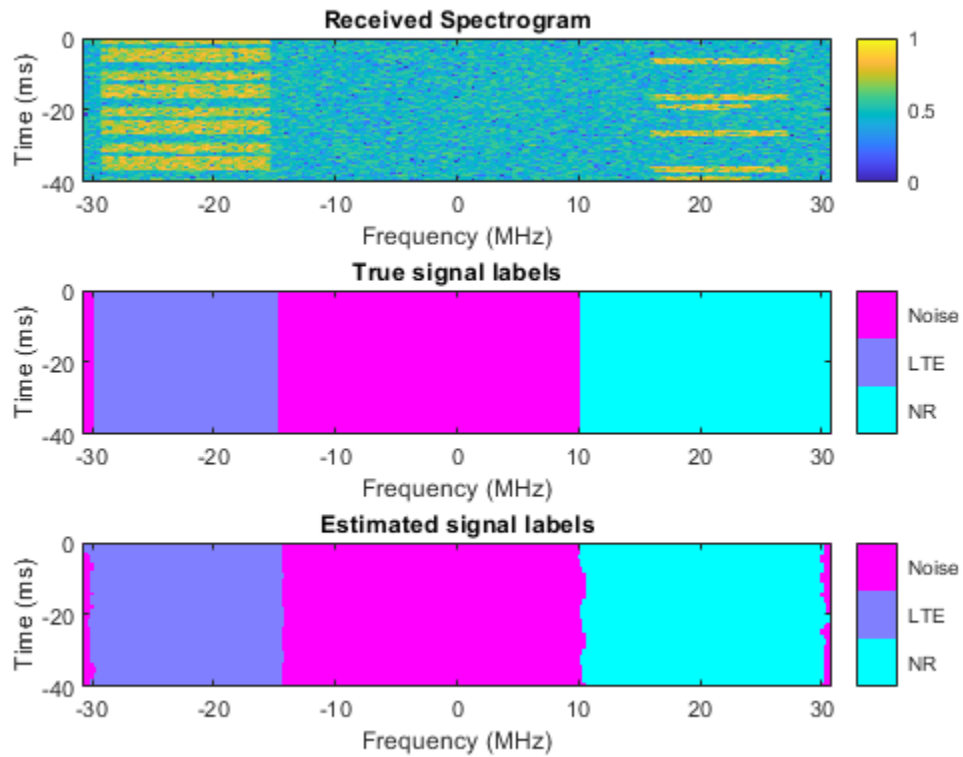 Received Spectrogram
Time (ms)
0
-20
-40
-30 -20 -10 0 10 20 30
Frequency (MHz)
1
0.5
0
True signal labels
Time (ms)
0
-20
-40
-30 -20 -10 0 10 20 30
Frequency (MHz)
Noise
LTE
NR
Estimated signal labels
Time (ms)
0
-20
-40
-30 -20 -10 0 10 20 30
Frequency (MHz)
Noise
LTE
NR